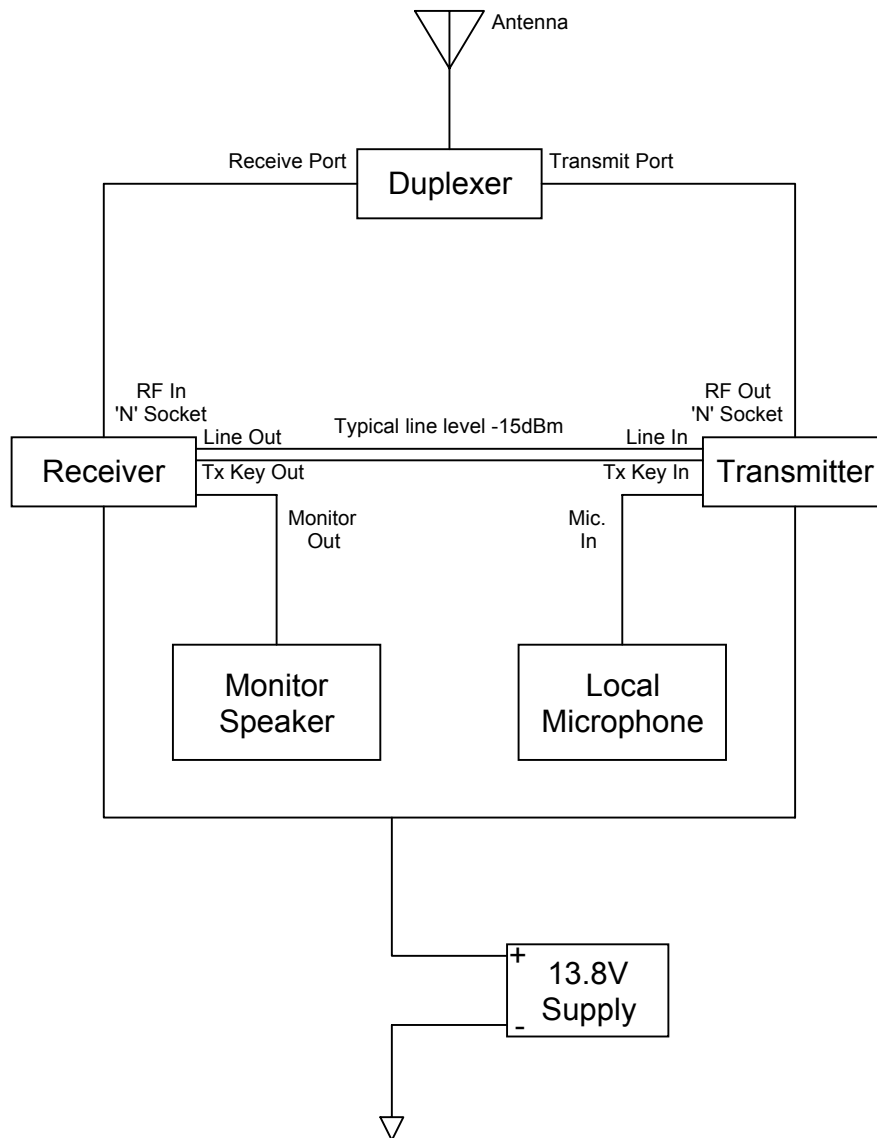 Antenna
Receive Port
Transmit Port
Duplexer
RF In
'N' Socket
RF Out
'N' Socket
Line Out
Typical line level -15dBm
Line In
Receiver
Tx Key Out
Tx Key In
Transmitter
Monitor
Out
Mic.
In
Monitor
Speaker
Local
Microphone
+
13.8V
Supply
-